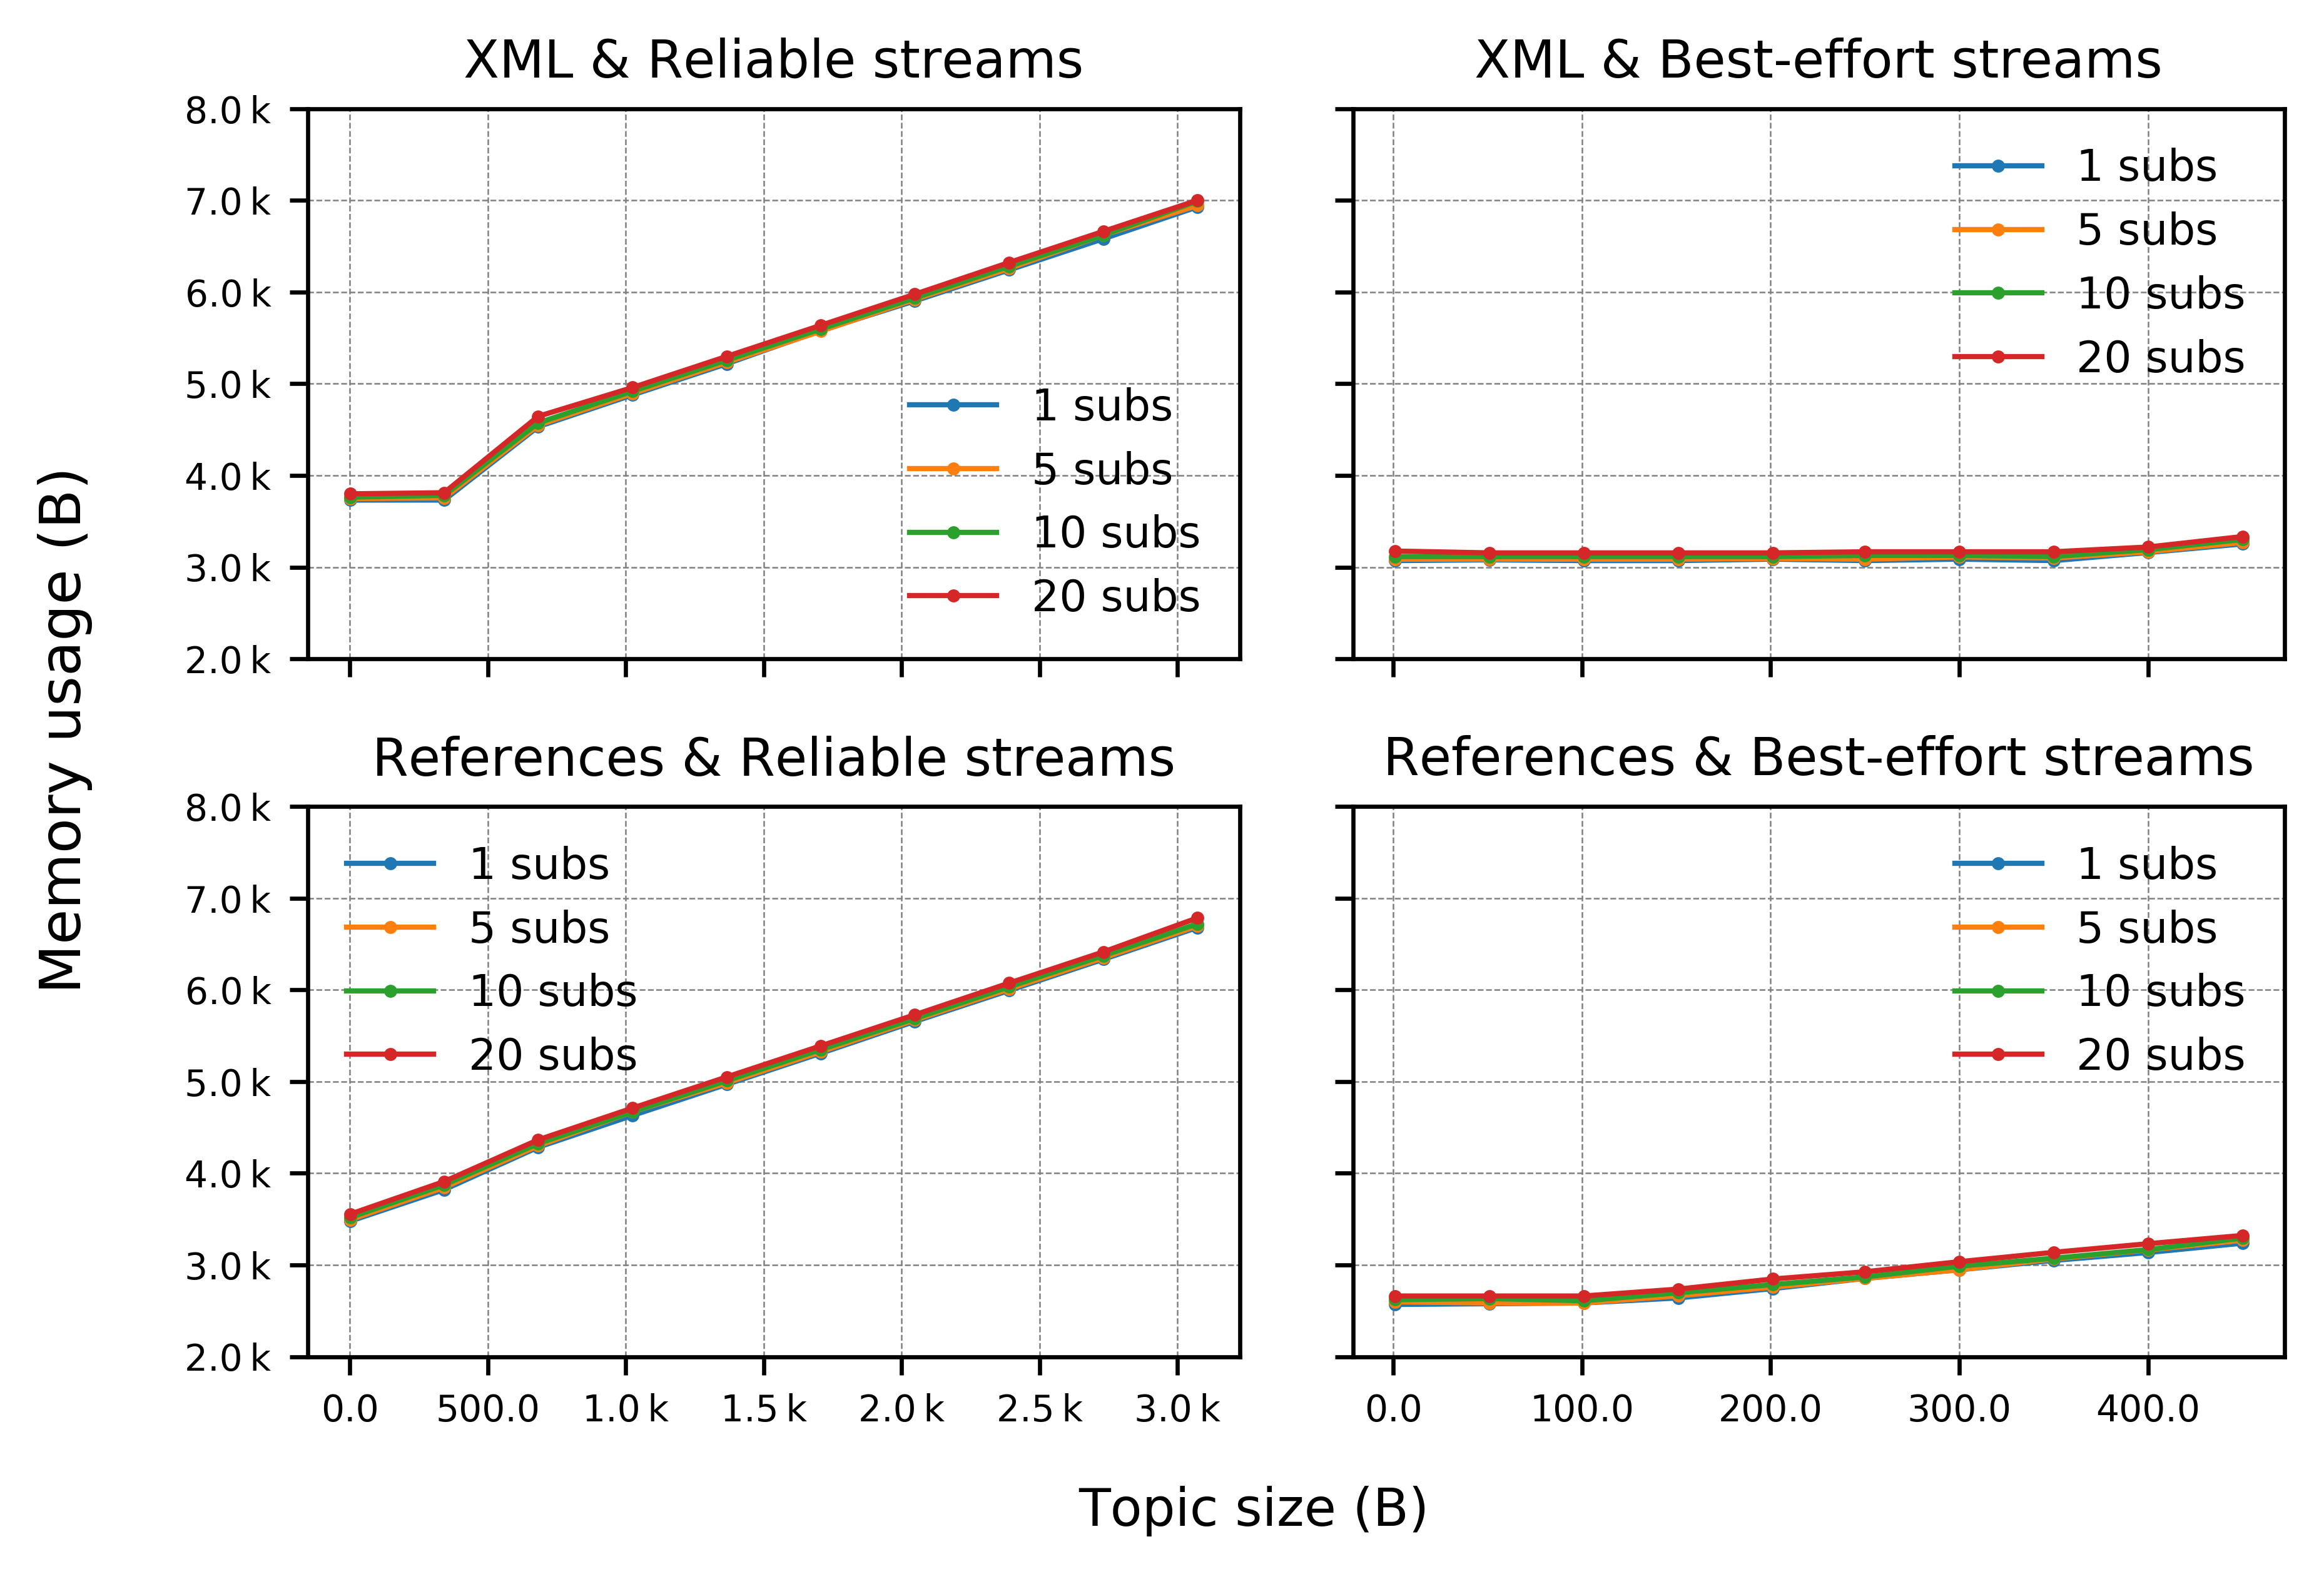 XML & Reliable streams
8.0 k
7.0 k
6.0 k
5.0 k
4.0 k
3.0 k
2.0 k
1 subs
5 subs
10 subs
20 subs
XML & Best-effort streams
1 subs
5 subs
10 subs
20 subs
Memory usage (B)
References & Reliable streams
8.0 k
7.0 k
6.0 k
5.0 k
4.0 k
3.0 k
2.0 k
1 subs
5 subs
10 subs
20 subs
0.0 500.0 1.0 k 1.5 k 2.0 k 2.5 k 3.0 k
References & Best-effort streams
1 subs
5 subs
10 subs
20 subs
0.0 100.0 200.0 300.0 400.0
Topic size (B)